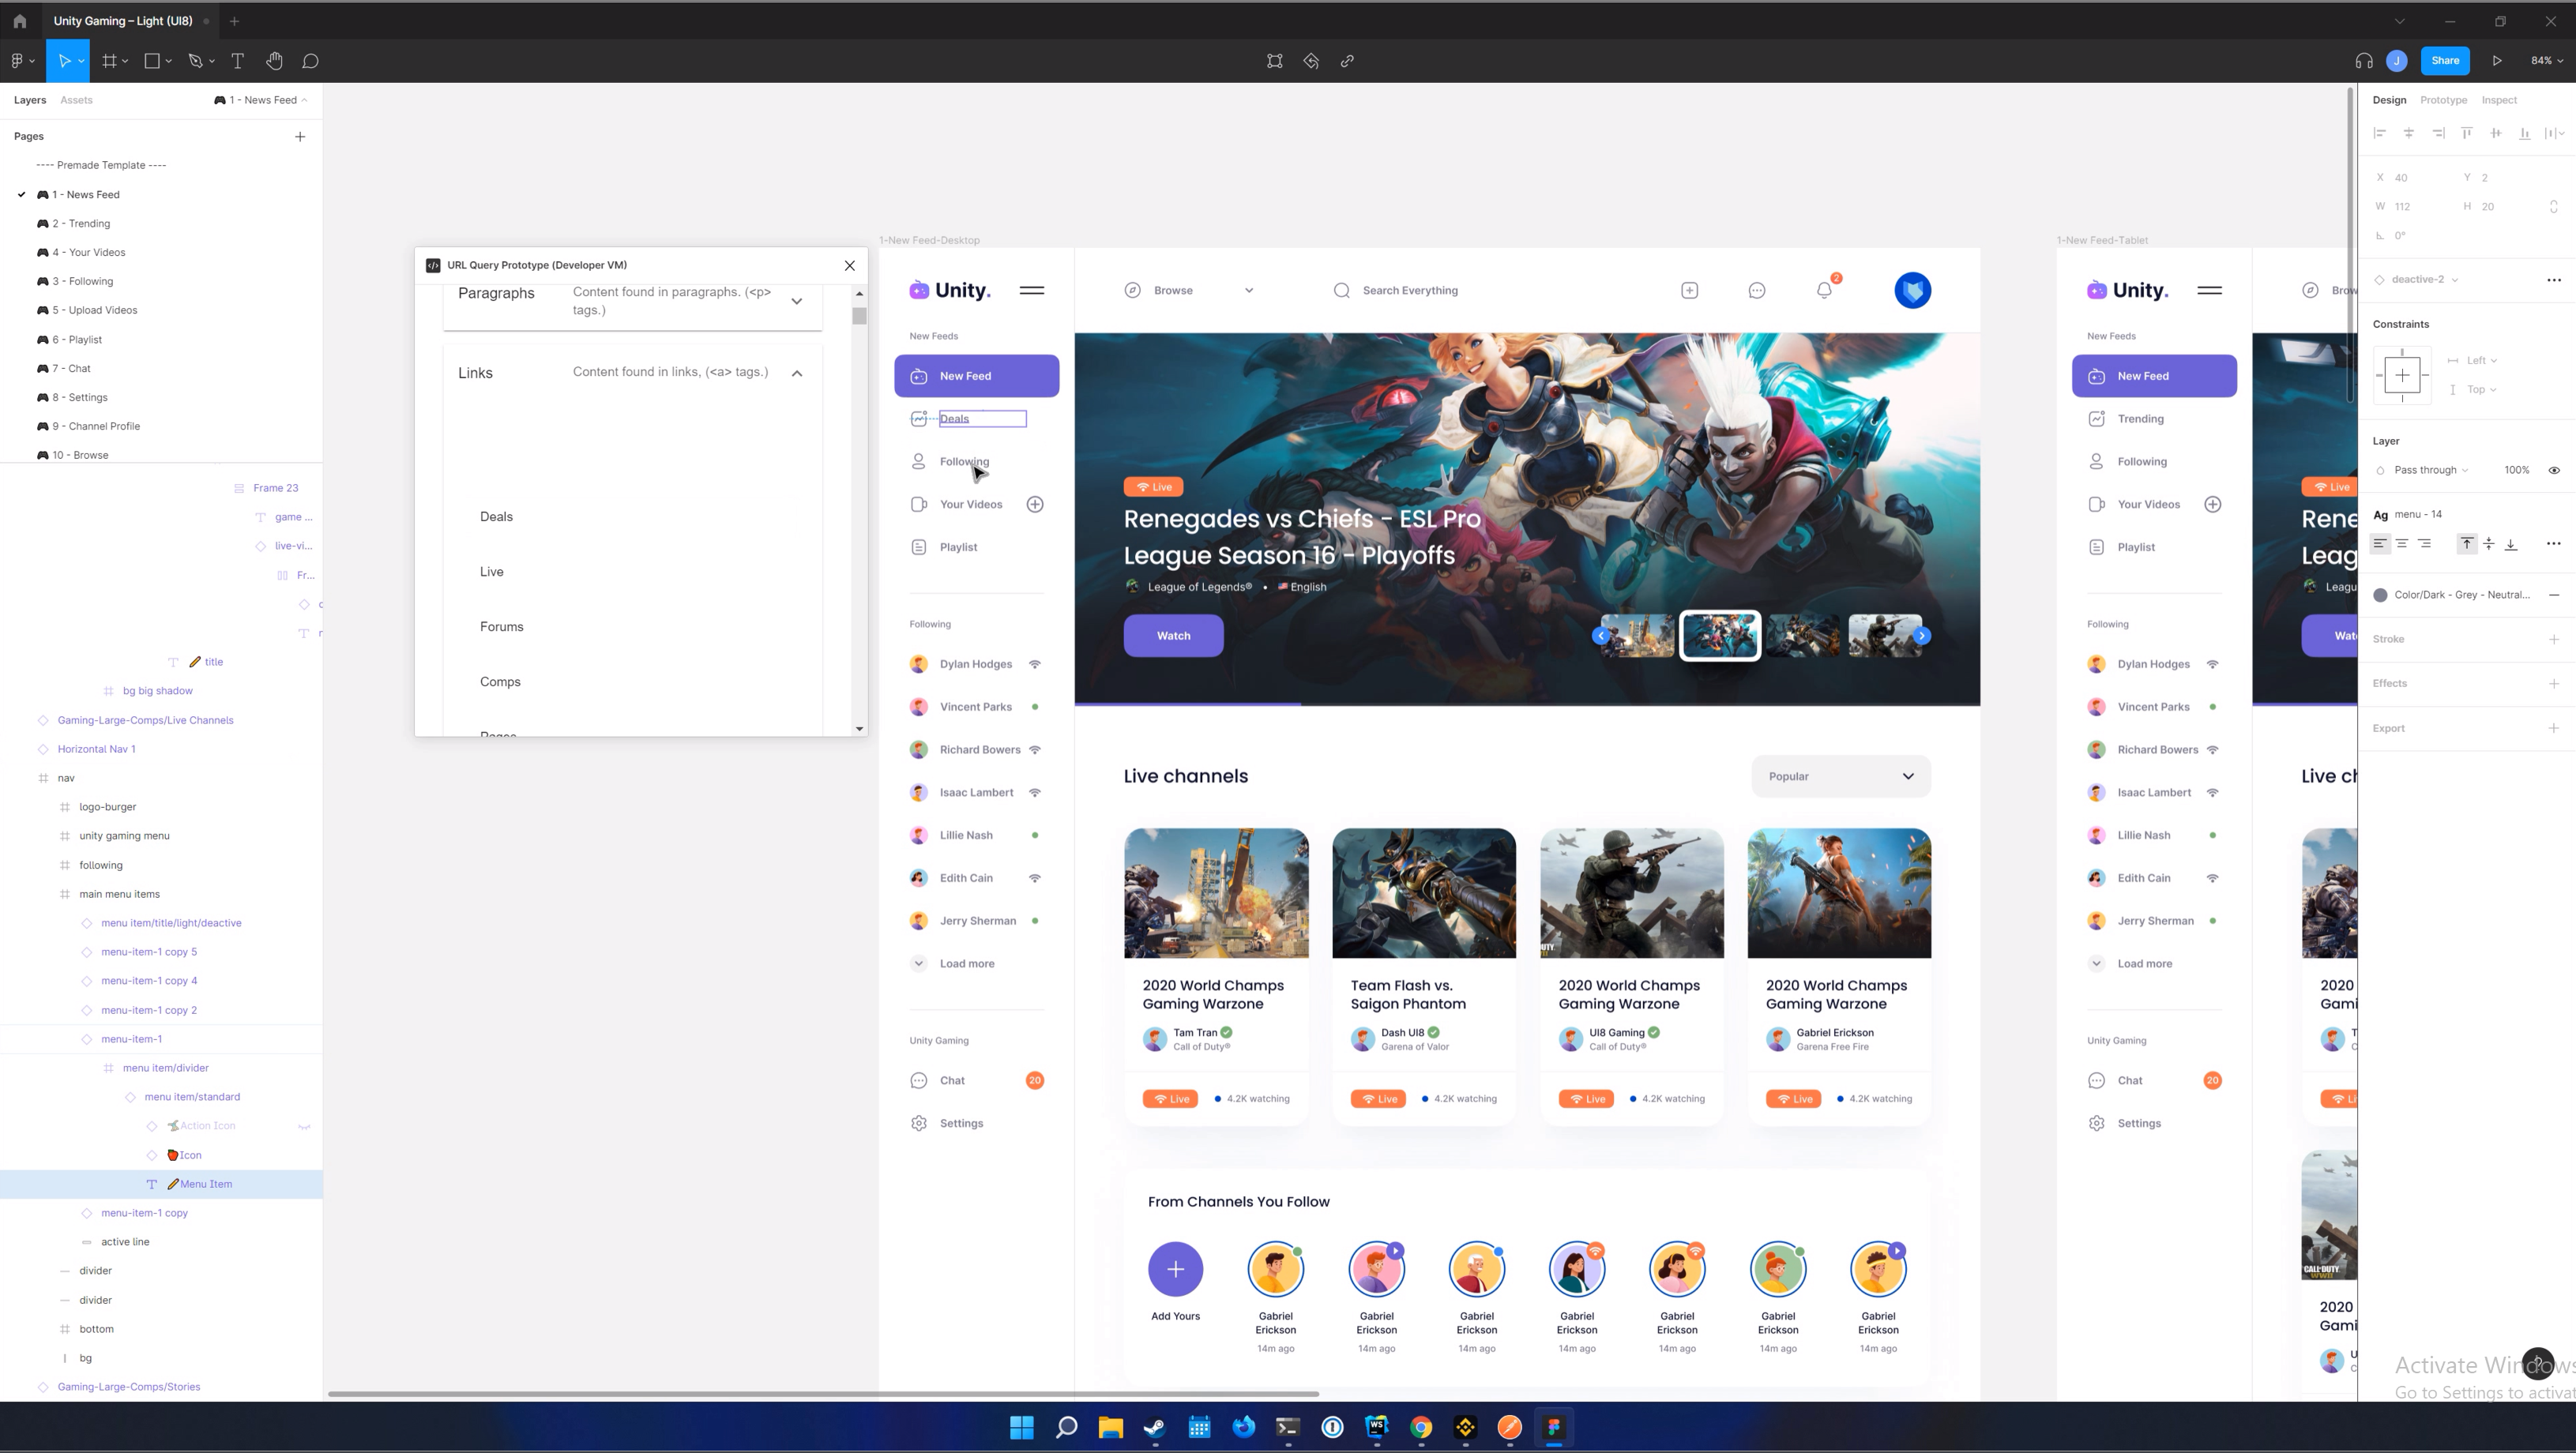 Unity Gaming – Light (UI8)
Share
84%
Layers
Assets
1 - News Feed
Pages
---- Premade Template ----
1 - News Feed
2 - Trending
4 - Your Videos
3 - Following
5 - Upload Videos
6 - Playlist
7 - Chat
8 - Settings
9 - Channel Profile
10 - Browse
Frame 23
game ...
live-vi...
Fr...
title
bg big shadow
Gaming-Large-Comps/Live Channels
Horizontal Nav 1
nav
logo-burger
unity gaming menu
following
main menu items
menu item/title/light/deactive
menu-item-1 copy 5
menu-item-1 copy 4
menu-item-1 copy 2
menu-item-1
menu item/divider
menu item/standard
Action Icon
Icon
Menu Item
menu-item-1 copy
active line
divider
divider
bottom
bg
Gaming-Large-Comps/Stories
URL Query Prototype (Developer VM)
Paragraphs
Content found in paragraphs. (<p>
tags.)
Links
Content found in links, (<a> tags.)
Deals
Live
Forums
Comps
1-New Feed-Desktop
Unity.
Browse
Search Everything
2
New Feeds
New Feed
Deals
Following
Your Videos
Playlist
Following
Dylan Hodges
Vincent Parks
Richard Bowers
Isaac Lambert
Lillie Nash
Edith Cain
Jerry Sherman
Load more
Unity Gaming
Chat
20
Settings
Live
Renegades vs Chiefs - ESL Pro
League Season 16 - Playoffs
League of Legends® • English
Watch
Live channels
Popular
2020 World Champs
Gaming Warzone
Tam Tran
Call of Duty®
Live
4.2K watching
Team Flash vs.
Saigon Phantom
Dash UI8
Garena of Valor
Live
4.2K watching
2020 World Champs
Gaming Warzone
UI8 Gaming
Call of Duty®
Live
4.2K watching
2020 World Champs
Gaming Warzone
Gabriel Erickson
Garena Free Fire
Live
4.2K watching
From Channels You Follow
Add Yours
Gabriel
Erickson
14m ago
Gabriel
Erickson
14m ago
Gabriel
Erickson
14m ago
Gabriel
Erickson
14m ago
Gabriel
Erickson
14m ago
Gabriel
Erickson
14m ago
Gabriel
Erickson
14m ago
1-New Feed-Tablet
Unity.
New Feeds
New Feed
Trending
Following
Your Videos
Playlist
Following
Dylan Hodges
Vincent Parks
Richard Bowers
Isaac Lambert
Lillie Nash
Edith Cain
Jerry Sherman
Load more
Unity Gaming
Chat
20
Settings
Live
2020
2020
CALL·DUTY
WWII
Design
Prototype
Inspect
X 40
Y 2
W 112
H 20
0°
deactive-2
Constraints
Left
Top
Layer
Pass through
100%
Ag menu - 14
Color/Dark - Grey - Neutral...
Stroke
Effects
Export
Activate Windows
Go to Settings to activat